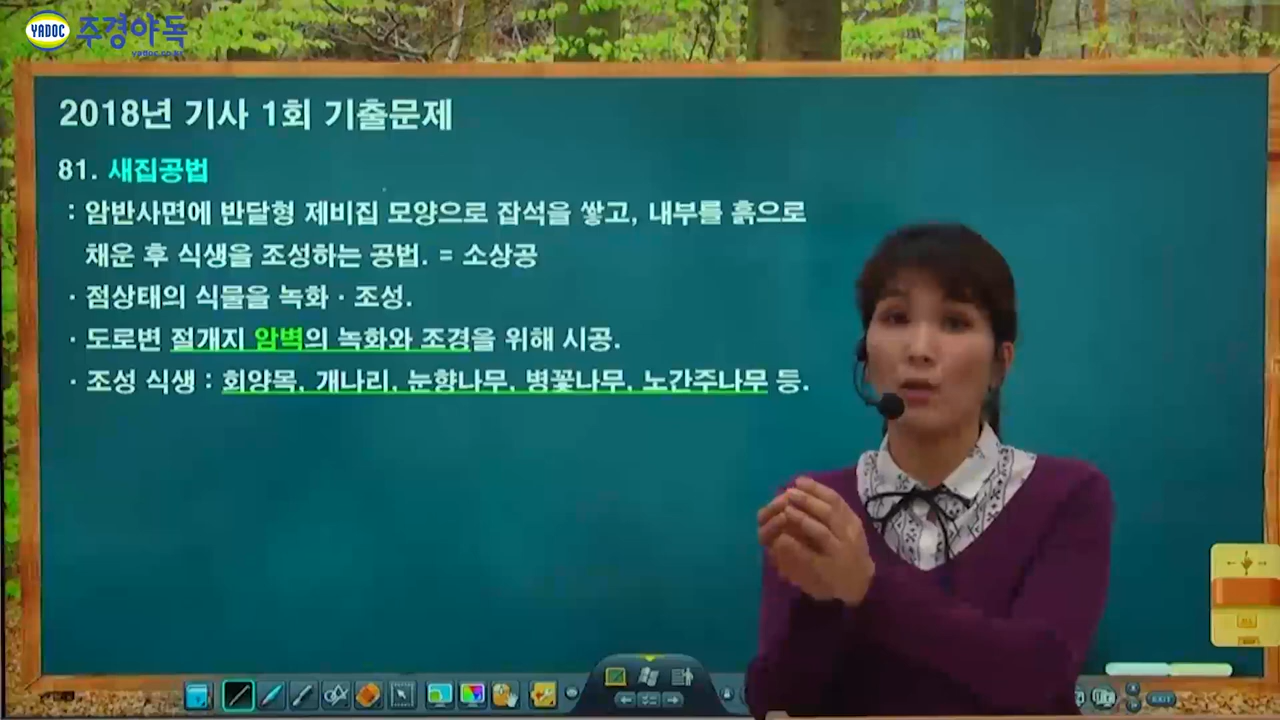 YADOC 주경야독
yadoc.co.kr
2018년 기사 1회 기출문제
81. 새집공법
: 암반사면에 반달형 제비집 모양으로 잡석을 쌓고, 내부를 흙으로
채운 후 식생을 조성하는 공법. = 소상공
· 점상태의 식물을 녹화 · 조성.
· 도로변 절개지 암벽의 녹화와 조경을 위해 시공.
· 조성 식생 : 회양목, 개나리, 눈향나무, 병꽃나무, 노간주나무 등.
EXIT